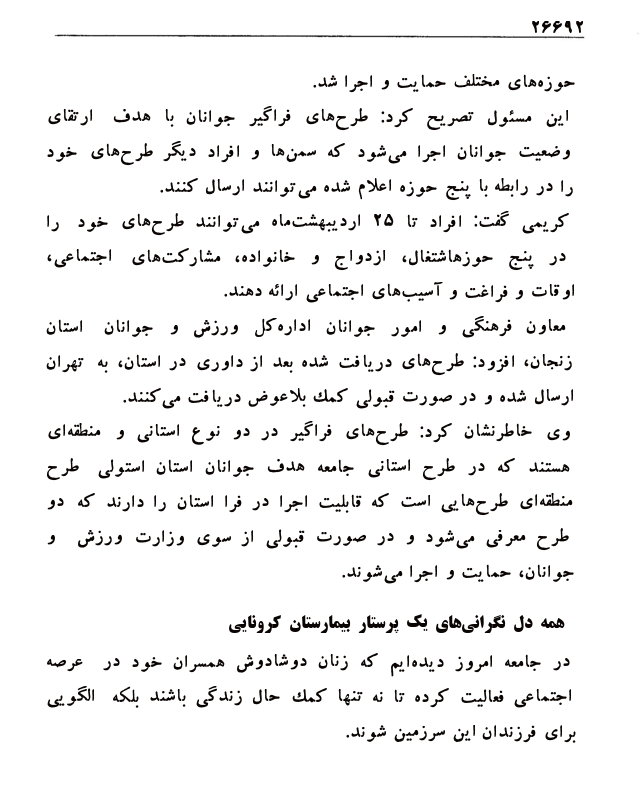 ۲۶۶۹۲
حوزه‌های مختلف حمایت و اجرا شد.
این مسئول تصریح کرد: طرح‌های فراگیر جوانان با هدف ارتقای
وضعیت جوانان اجرا می‌شود که سمن‌ها و افراد دیگر طرح‌های خود
را در رابطه با پنج حوزه اعلام شده می‌توانند ارسال کنند.
کریمی گفت: افراد تا ۲۵ اردیبهشت‌ماه می‌توانند طرح‌های خود را
در پنج حوزهاشتغال، ازدواج و خانواده، مشارکت‌های اجتماعی،
اوقات و فراغت و آسیب‌های اجتماعی ارائه دهند.
معاون فرهنگی و امور جوانان اداره‌کل ورزش و جوانان استان
زنجان، افزود: طرح‌های دریافت شده بعد از داوری در استان، به تهران
ارسال شده و در صورت قبولی کمك بلاعوض دریافت می‌کنند.
وی خاطرنشان کرد: طرح‌های فراگیر در دو نوع استانی و منطقه‌ای
هستند که در طرح استانی جامعه هدف جوانان استان استولی طرح
منطقه‌ای طرح‌هایی است که قابلیت اجرا در فرا استان را دارند که دو
طرح معرفی می‌شود و در صورت قبولی از سوی وزارت ورزش و
جوانان، حمایت و اجرا می‌شوند.
همه دل نگرانی‌های یک پرستار بیمارستان کرونایی
در جامعه امروز دیده‌ایم که زنان دوشادوش همسران خود در عرصه
اجتماعی فعالیت کرده تا نه تنها کمك حال زندگی باشند بلکه الگویی
برای فرزندان این سرزمین شوند.